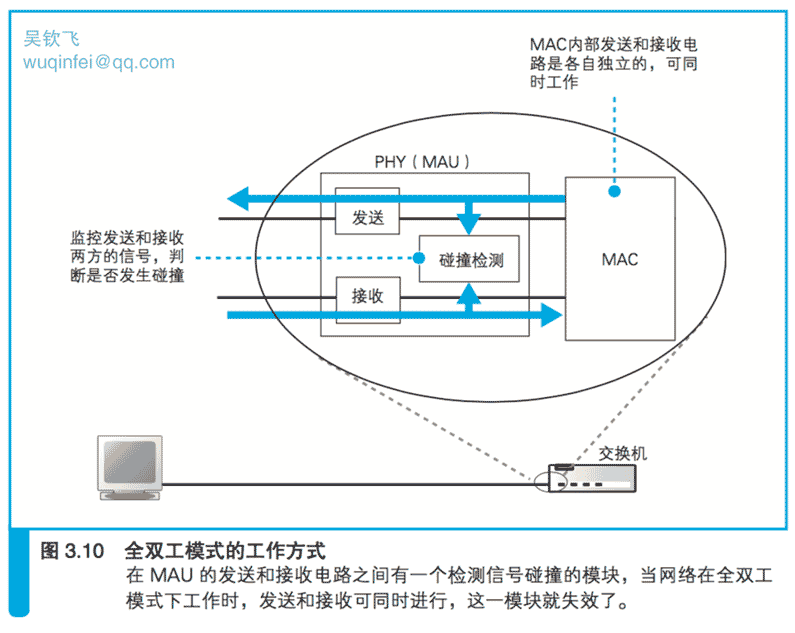 吴钦飞
wuqinfei@qq.com
MAC内部发送和接收电
路是各自独立的，可同
时工作
PHY（MAU）
发送
监控发送和接收
两方的信号，判
断是否发生碰撞
碰撞检测
MAC
接收
交换机
图 3.10 全双工模式的工作方式
在 MAU 的发送和接收电路之间有一个检测信号碰撞的模块，当网络在全双工
模式下工作时，发送和接收可同时进行，这一模块就失效了。